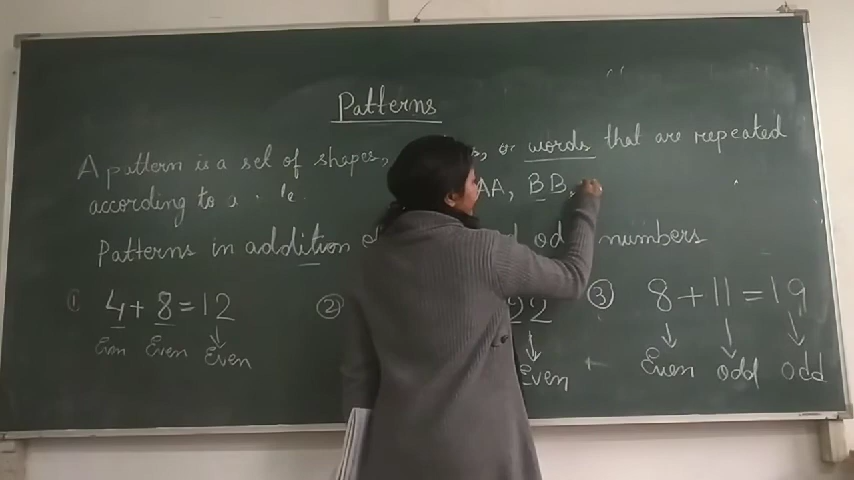 Patterns
A pattern is a set of shapes, or words that are repeated
according to a AA, BB,
Patterns in addition odd numbers
① 4 + 8 = 12 ② 22 ③ 8 + 11 = 19
Even Even Even Even Even odd odd